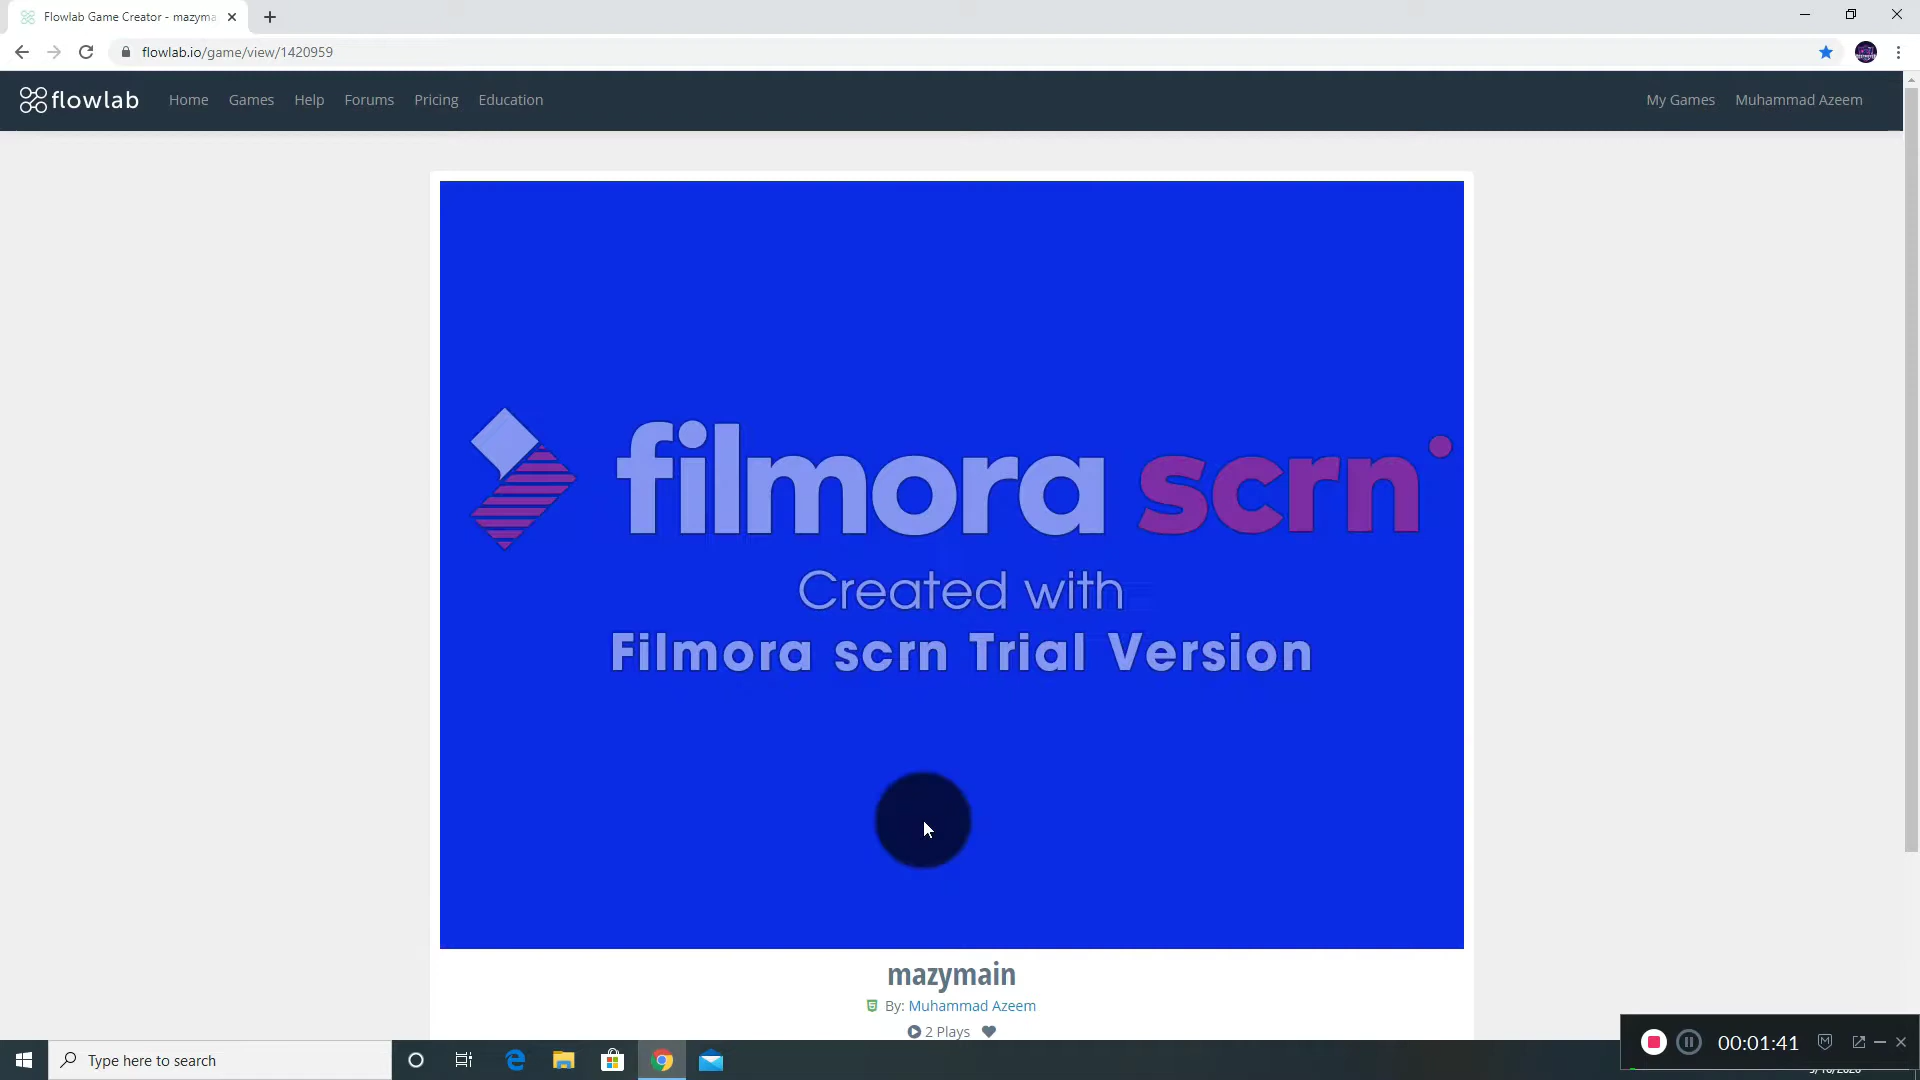 Flowlab Game Creator - mazyma
flowlab.io/game/view/1420959
flowlab Home Games Help Forums Pricing Education My Games Muhammad Azeem
filmora scrn
Created with
Filmora scrn Trial Version
mazymain
By: Muhammad Azeem
2 Plays
Type here to search
00:01:41